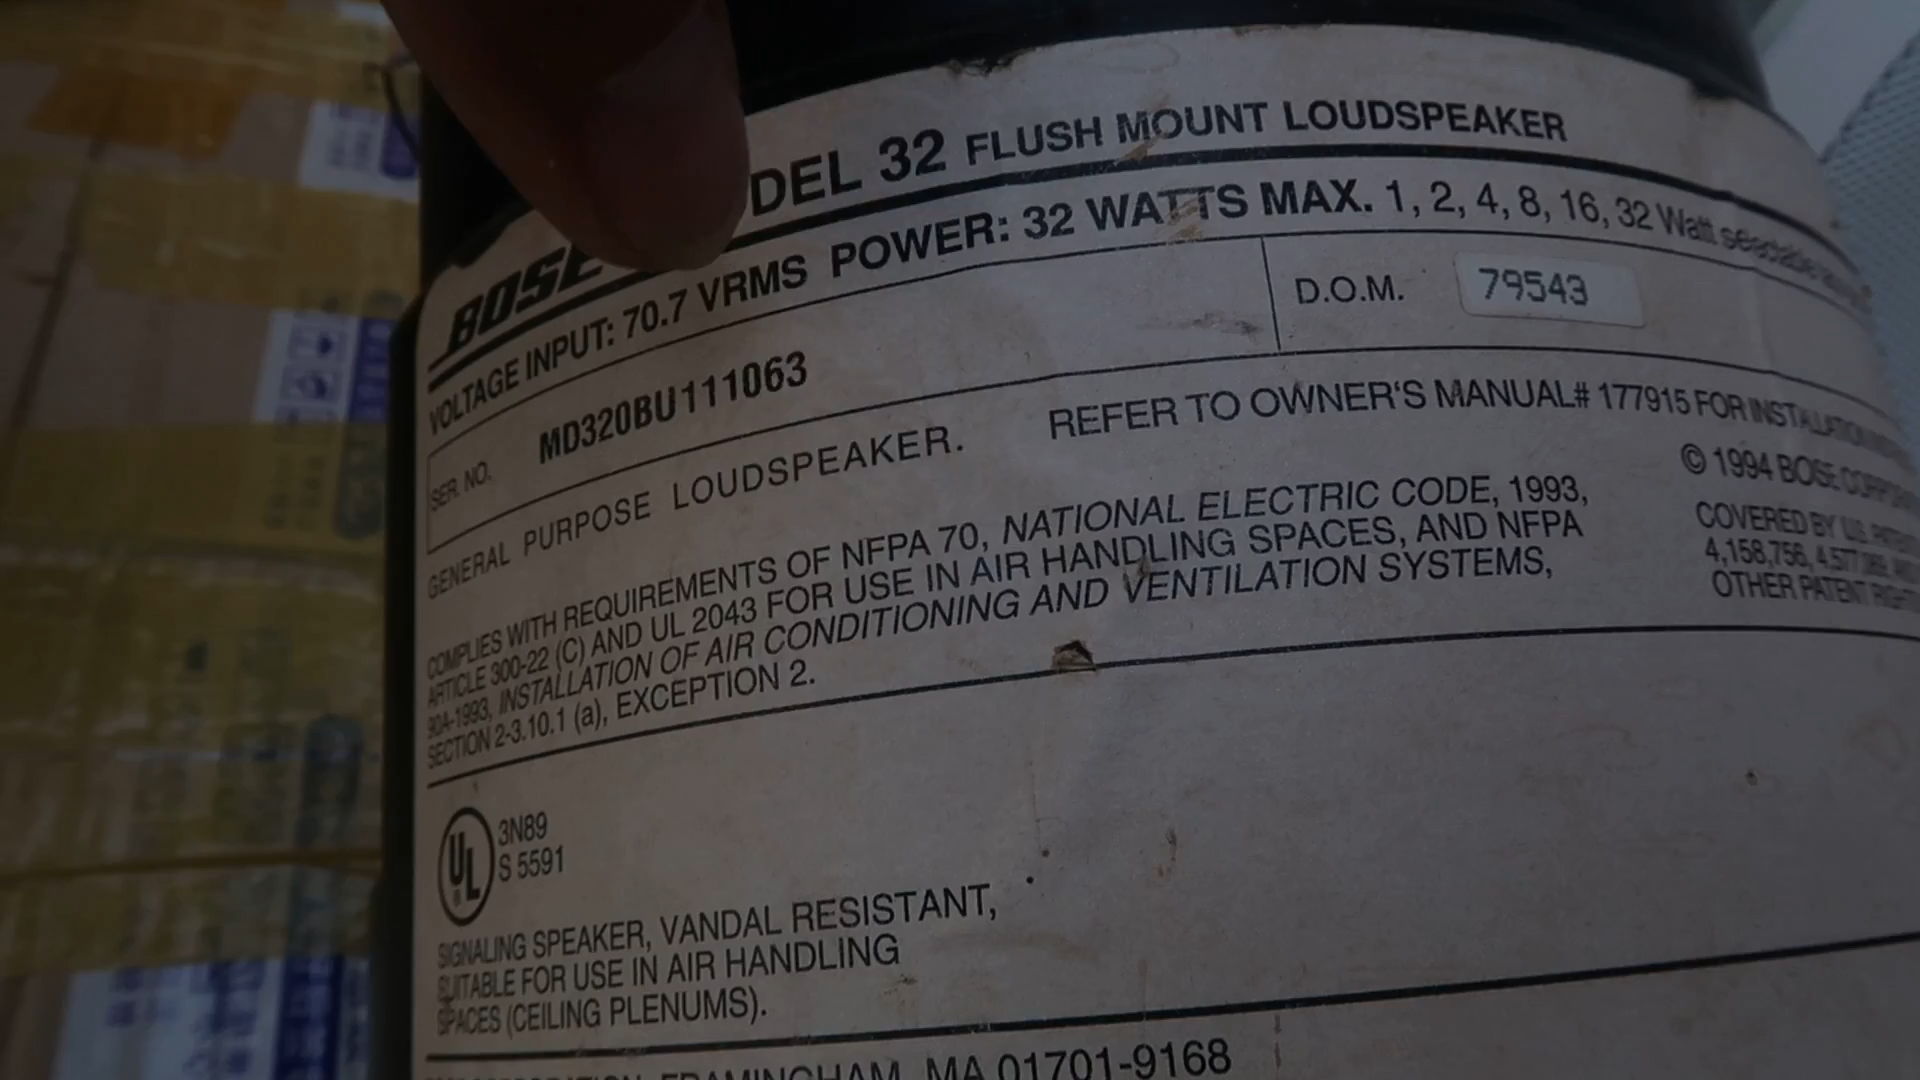 BOSE DEL 32 FLUSH MOUNT LOUDSPEAKER
VOLTAGE INPUT: 70.7 VRMS POWER: 32 WATTS MAX. 1, 2, 4, 8, 16, 32 Watt selectable
SER. NO. MD320BU111063 D.O.M. 79543
GENERAL PURPOSE LOUDSPEAKER. REFER TO OWNER'S MANUAL# 177915 FOR INSTALLATION
© 1994 BOSE
COMPLIES WITH REQUIREMENTS OF NFPA 70, NATIONAL ELECTRIC CODE, 1993,
ARTICLE 300-22 (C) AND UL 2043 FOR USE IN AIR HANDLING SPACES, AND NFPA
90A-1993, INSTALLATION OF AIR CONDITIONING AND VENTILATION SYSTEMS,
SECTION 2-3.10.1 (a), EXCEPTION 2.
COVERED BY U.S.
4,158,756,
OTHER PATENT
UL 3N89
S 5591
SIGNALING SPEAKER, VANDAL RESISTANT,
SUITABLE FOR USE IN AIR HANDLING
SPACES (CEILING PLENUMS).
FRAMINGHAM, MA 01701-9168